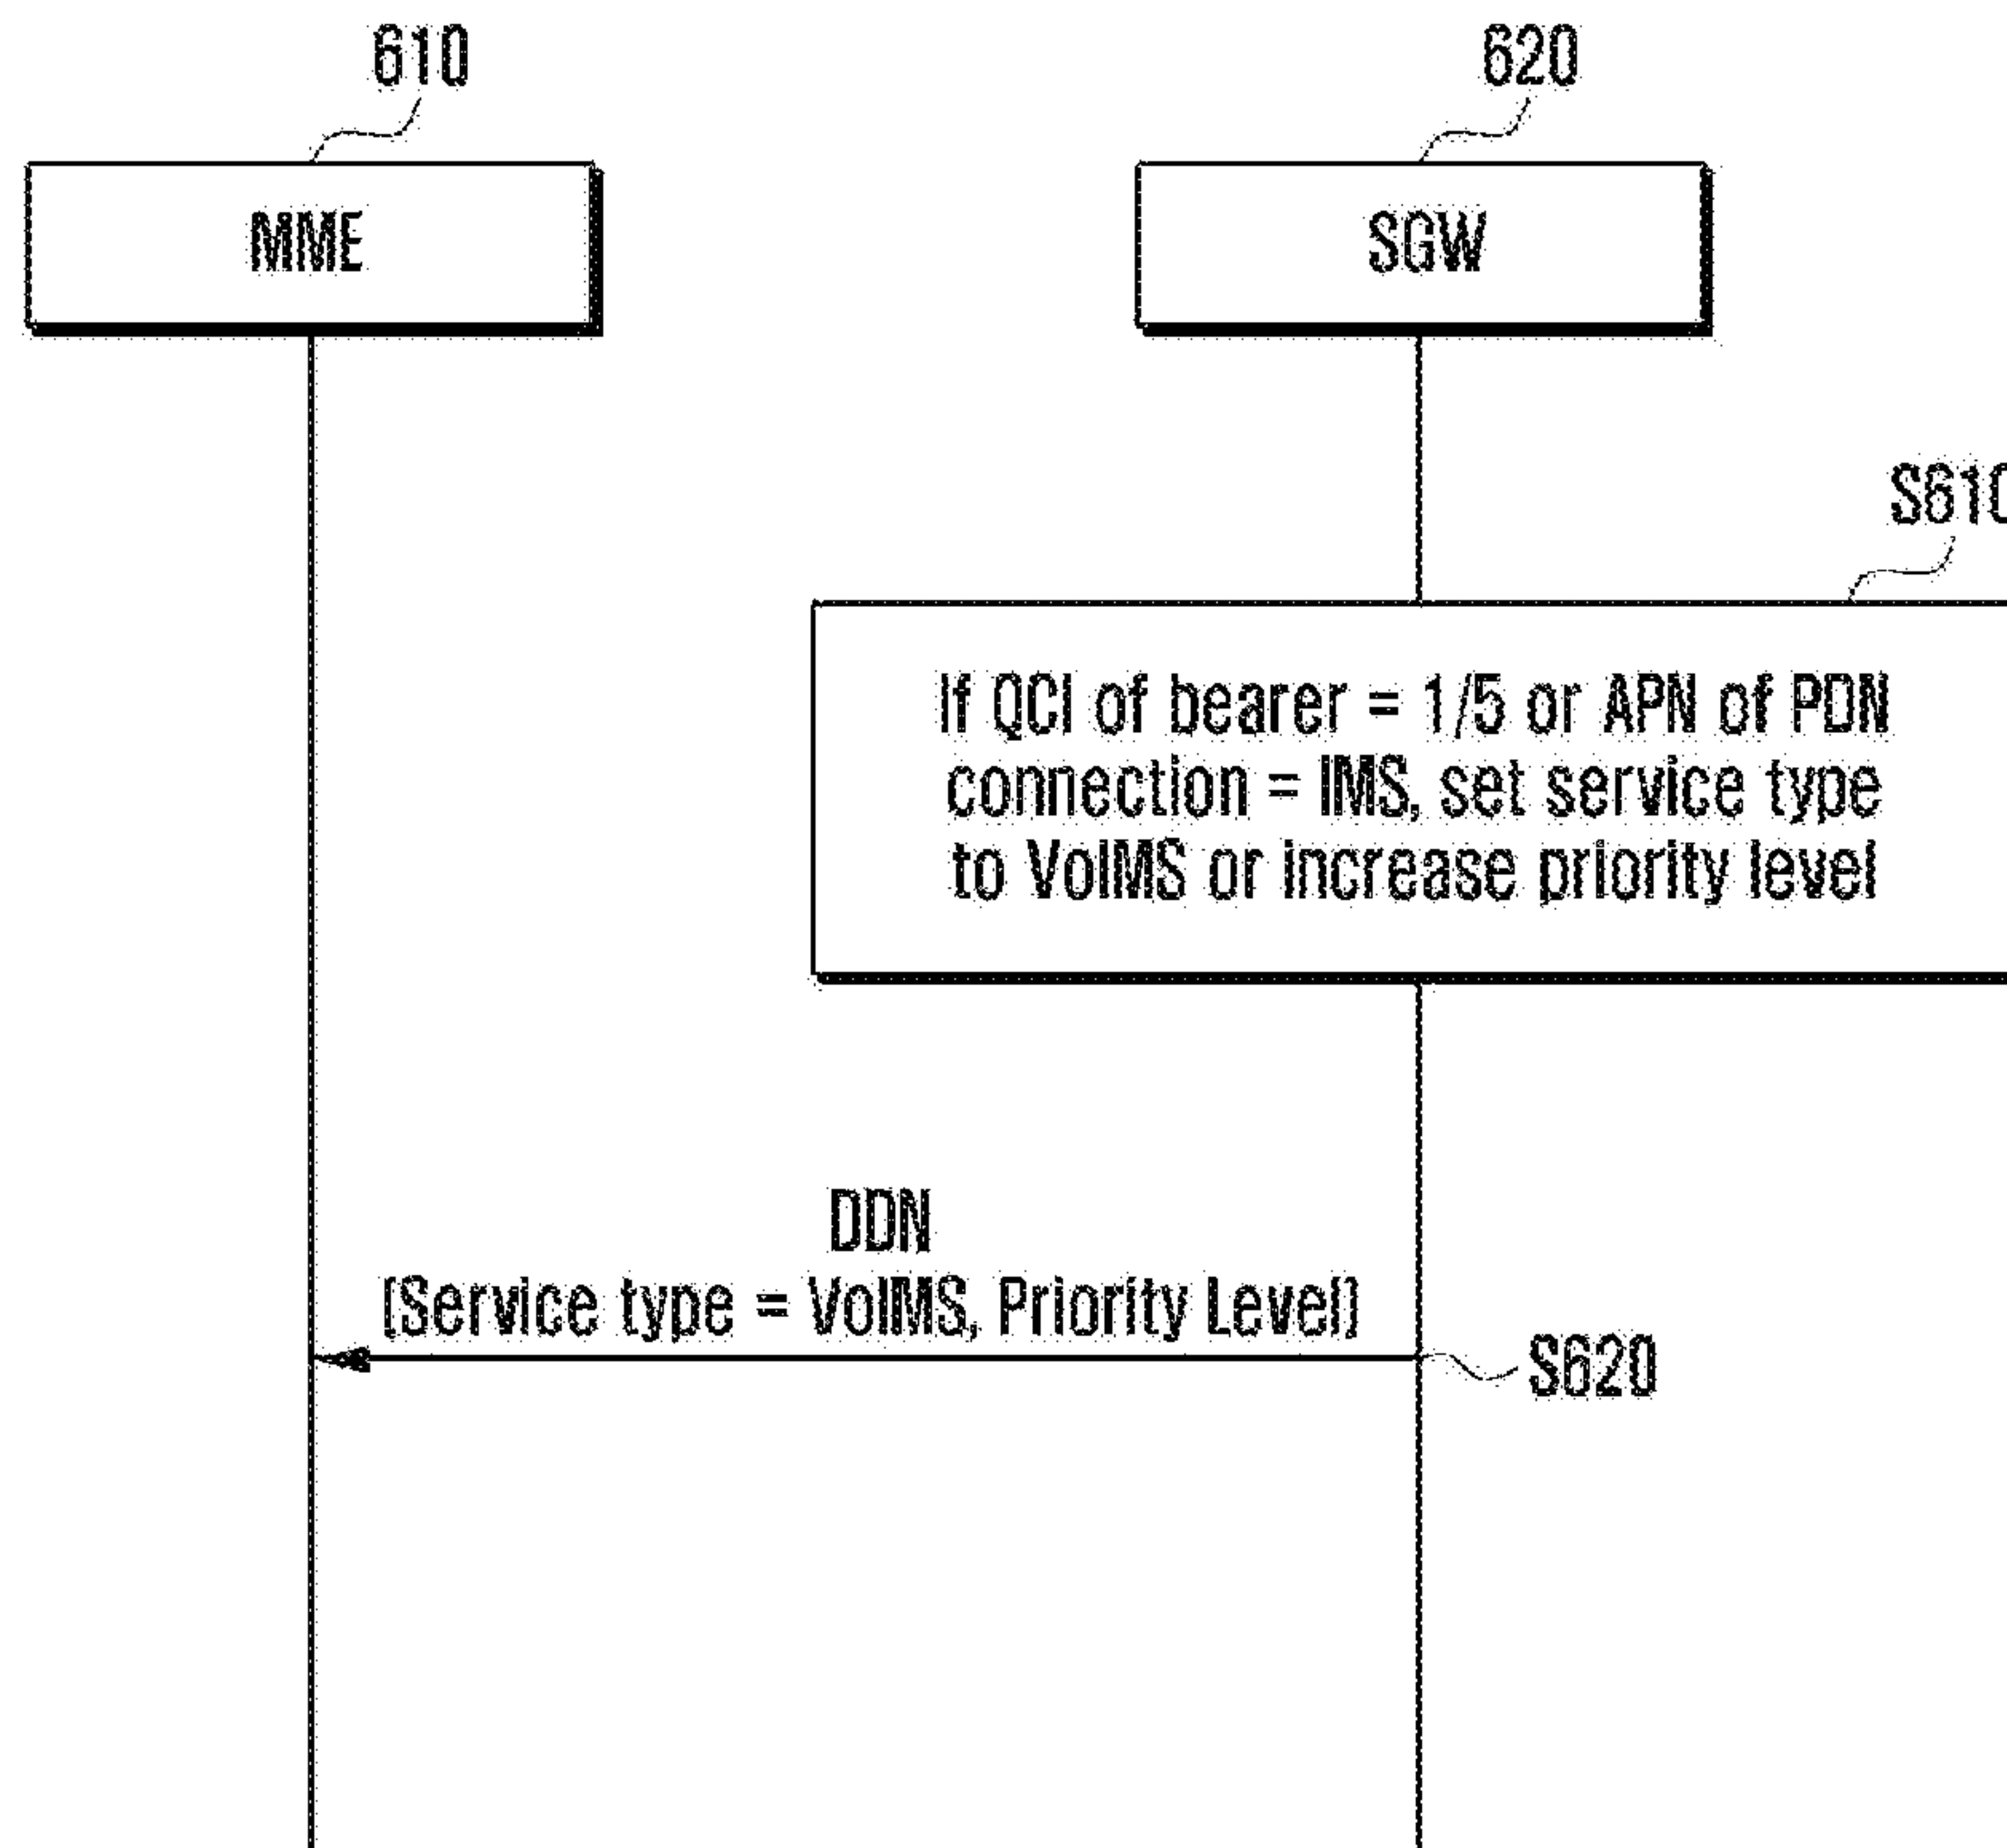 610
620
MME
SGW
S610
If QCI of bearer = 1/5 or APN of PDN
connection = IMS, set service type
to VoIMS or increase priority level
DDN
(Service type = VoIMS, Priority Level)
S620